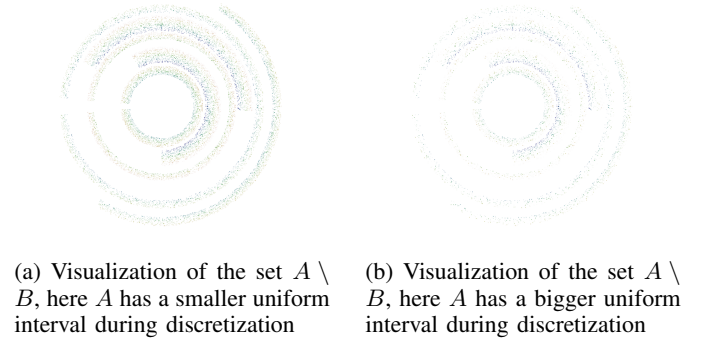 (a) Visualization of the set A \
B, here A has a smaller uniform
interval during discretization
(b) Visualization of the set A \
B, here A has a bigger uniform
interval during discretization